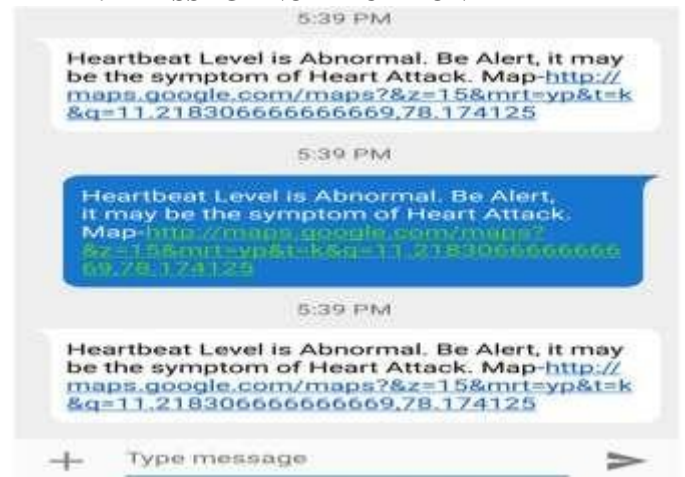 5:39 PM
Heartbeat Level is Abnormal. Be Alert, it may
be the symptom of Heart Attack. Map-http://
maps.google.com/maps?&z=15&mrt=yp&t=k
&q=11.218306666666669,78.174125
5:39 PM
Heartbeat Level is Abnormal. Be Alert,
it may be the symptom of Heart Attack.
Map-http://maps.google.com/maps?
&z=15&mrt=yp&t=k&q=11.2183066666666
69,78.174125
5:39 PM
Heartbeat Level is Abnormal. Be Alert, it may
be the symptom of Heart Attack. Map-http://
maps.google.com/maps?&z=15&mrt=yp&t=k
&q=11.218306666666669,78.174125
Type message